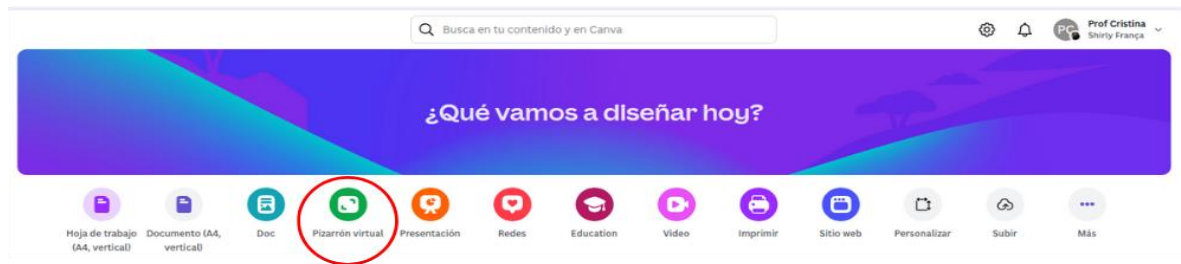 Busca en tu contenido y en Canva
PC
Prof Cristina
Shirly França
¿Qué vamos a diseñar hoy?
Hoja de trabajo (A4, vertical)
Documento (A4, vertical)
Doc
Pizarrón virtual
Presentación
Redes
Education
Video
Imprimir
Sitio web
Personalizar
Subir
Más